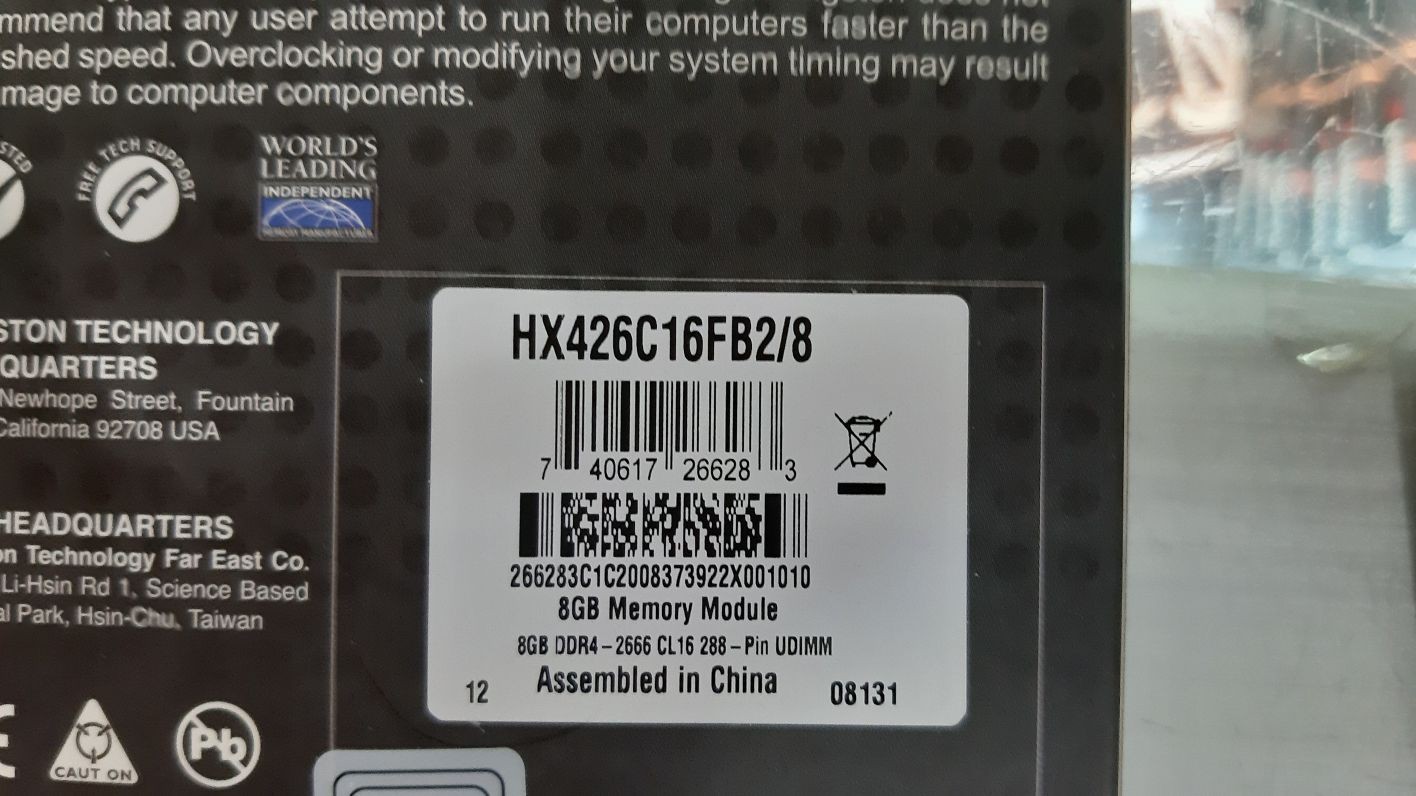 mmend that any user attempt to run their computers faster than the
shed speed. Overclocking or modifying your system timing may result
mage to computer components.
STED
FREE TECH SUPPORT
WORLD'S
LEADING
INDEPENDENT
MEMORY MANUFACTURER
STON TECHNOLOGY
QUARTERS
Newhope Street, Fountain
California 92708 USA
HEADQUARTERS
on Technology Far East Co.
Li-Hsin Rd 1, Science Based
al Park, Hsin-Chu, Taiwan
CAUT ON
Pb
HX426C16FB2/8
7 40617 26628 3
266283C1C2008373922X001010
8GB Memory Module
8GB DDR4-2666 CL16 288-Pin UDIMM
Assembled in China
12
08131